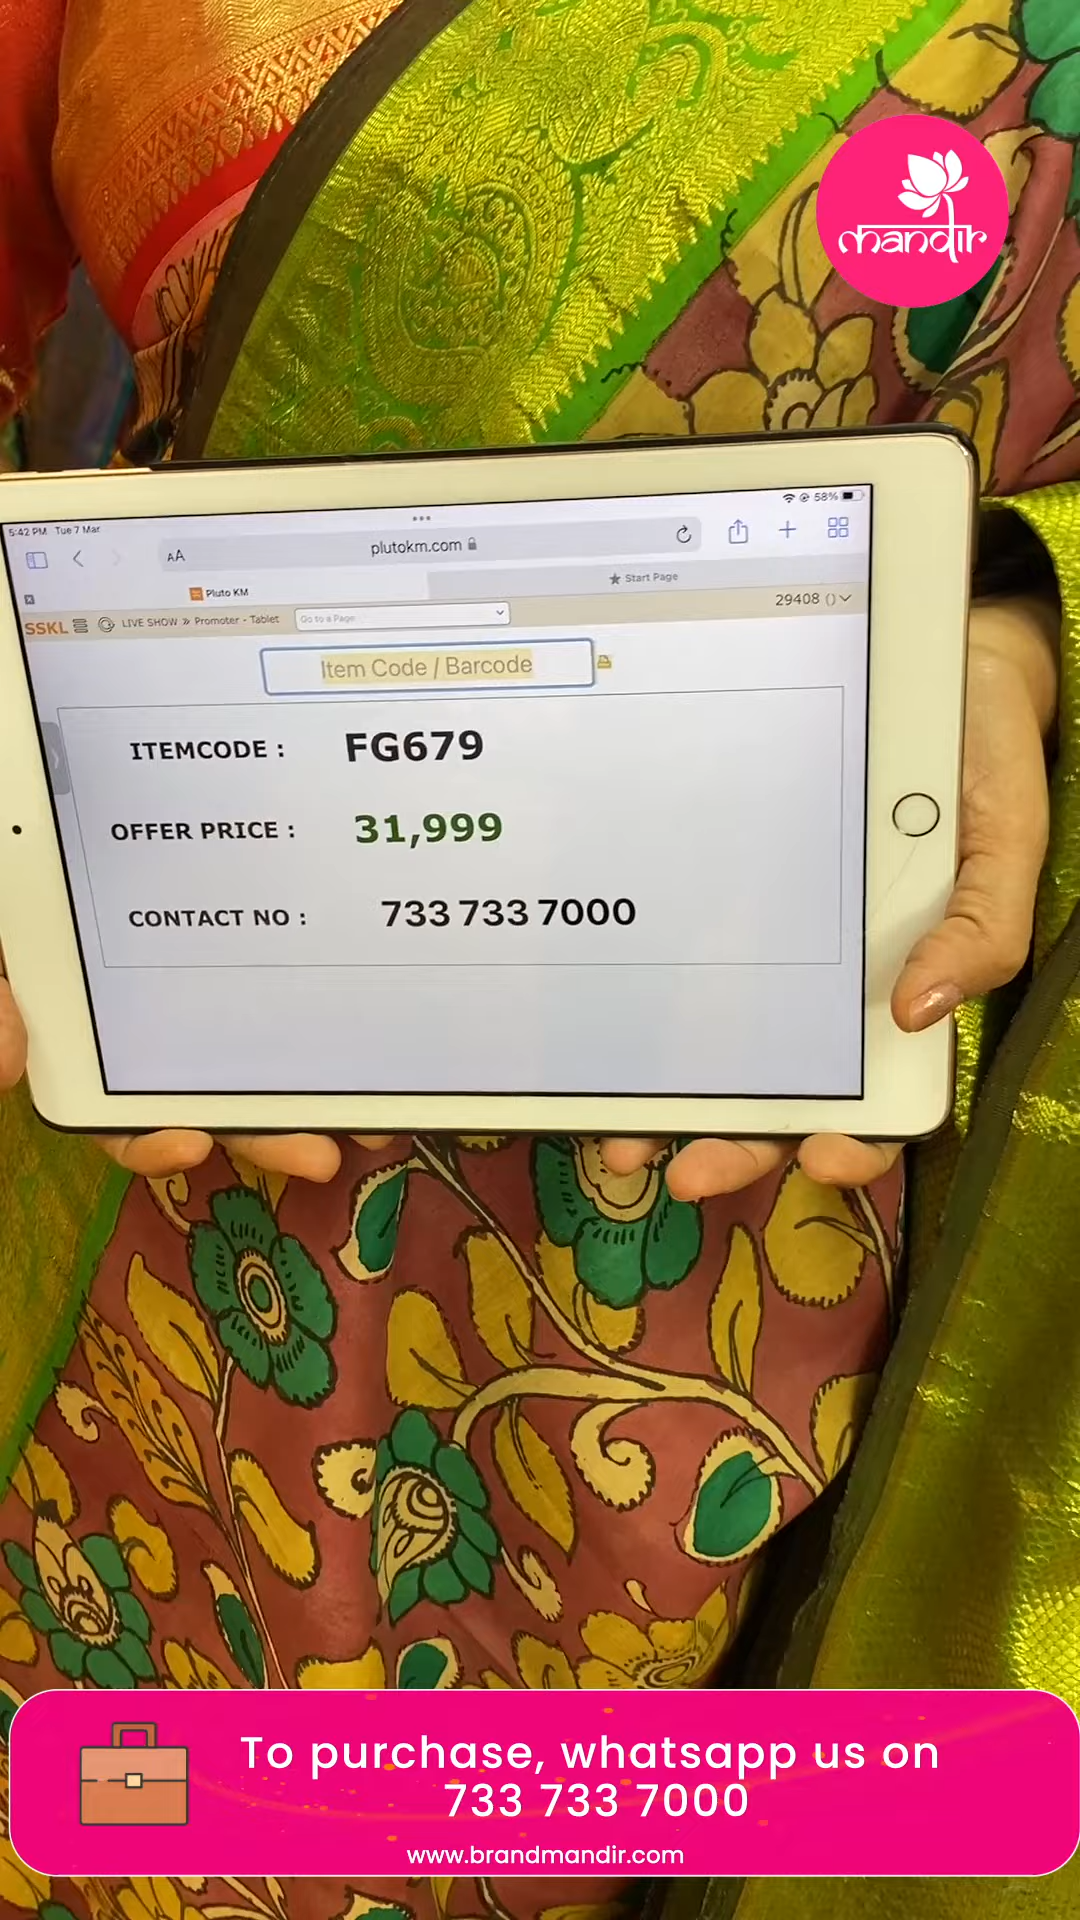 mandir
5:42 PM Tue 7 Mar
58%
AA
plutokm.com
Pluto KM
Start Page
SSKL
LIVE SHOW » Promoter - Tablet
Go to a Page
29408 ()
Item Code / Barcode
ITEMCODE : FG679
OFFER PRICE : 31,999
CONTACT NO : 733 733 7000
To purchase, whatsapp us on
733 733 7000
www.brandmandir.com